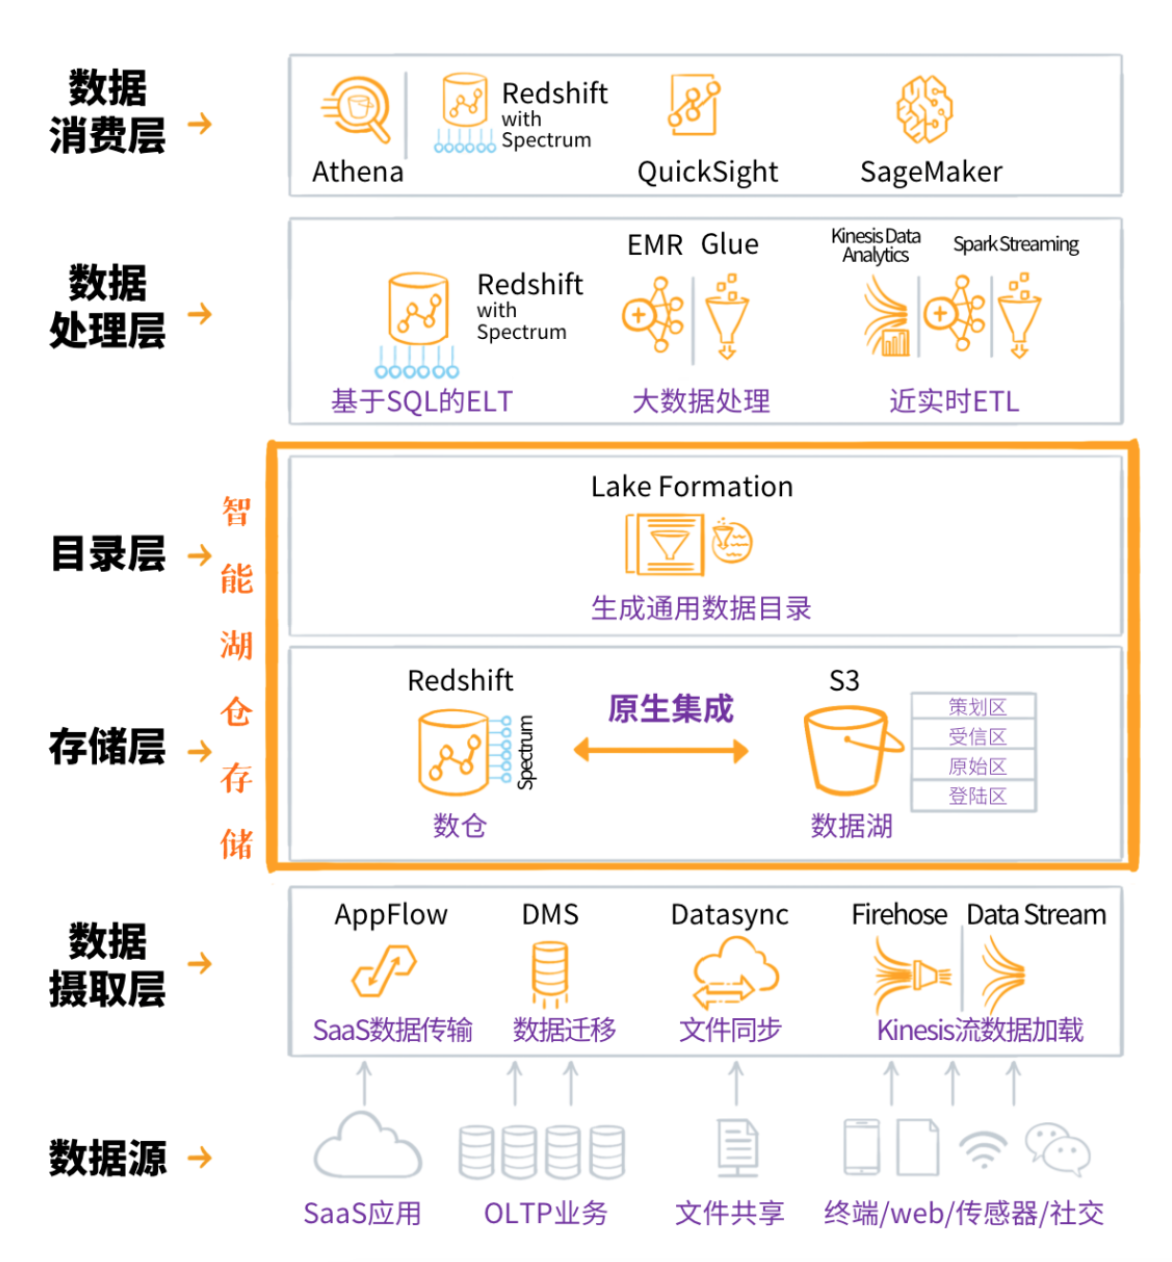 数据
消费层
Athena
Redshift
with
Spectrum
QuickSight
SageMaker
数据
处理层
Redshift
with
Spectrum
基于SQL的ELT
EMR
Glue
大数据处理
Kinesis Data
Analytics
Spark Streaming
近实时ETL
智能湖仓存储
目录层
Lake Formation
生成通用数据目录
存储层
Redshift
Spectrum
数仓
原生集成
S3
数据湖
策划区
受信区
原始区
登陆区
数据
摄取层
AppFlow
SaaS数据传输
DMS
数据迁移
Datasync
文件同步
Firehose
Data Stream
Kinesis流数据加载
数据源
SaaS应用
OLTP业务
文件共享
终端/web/传感器/社交